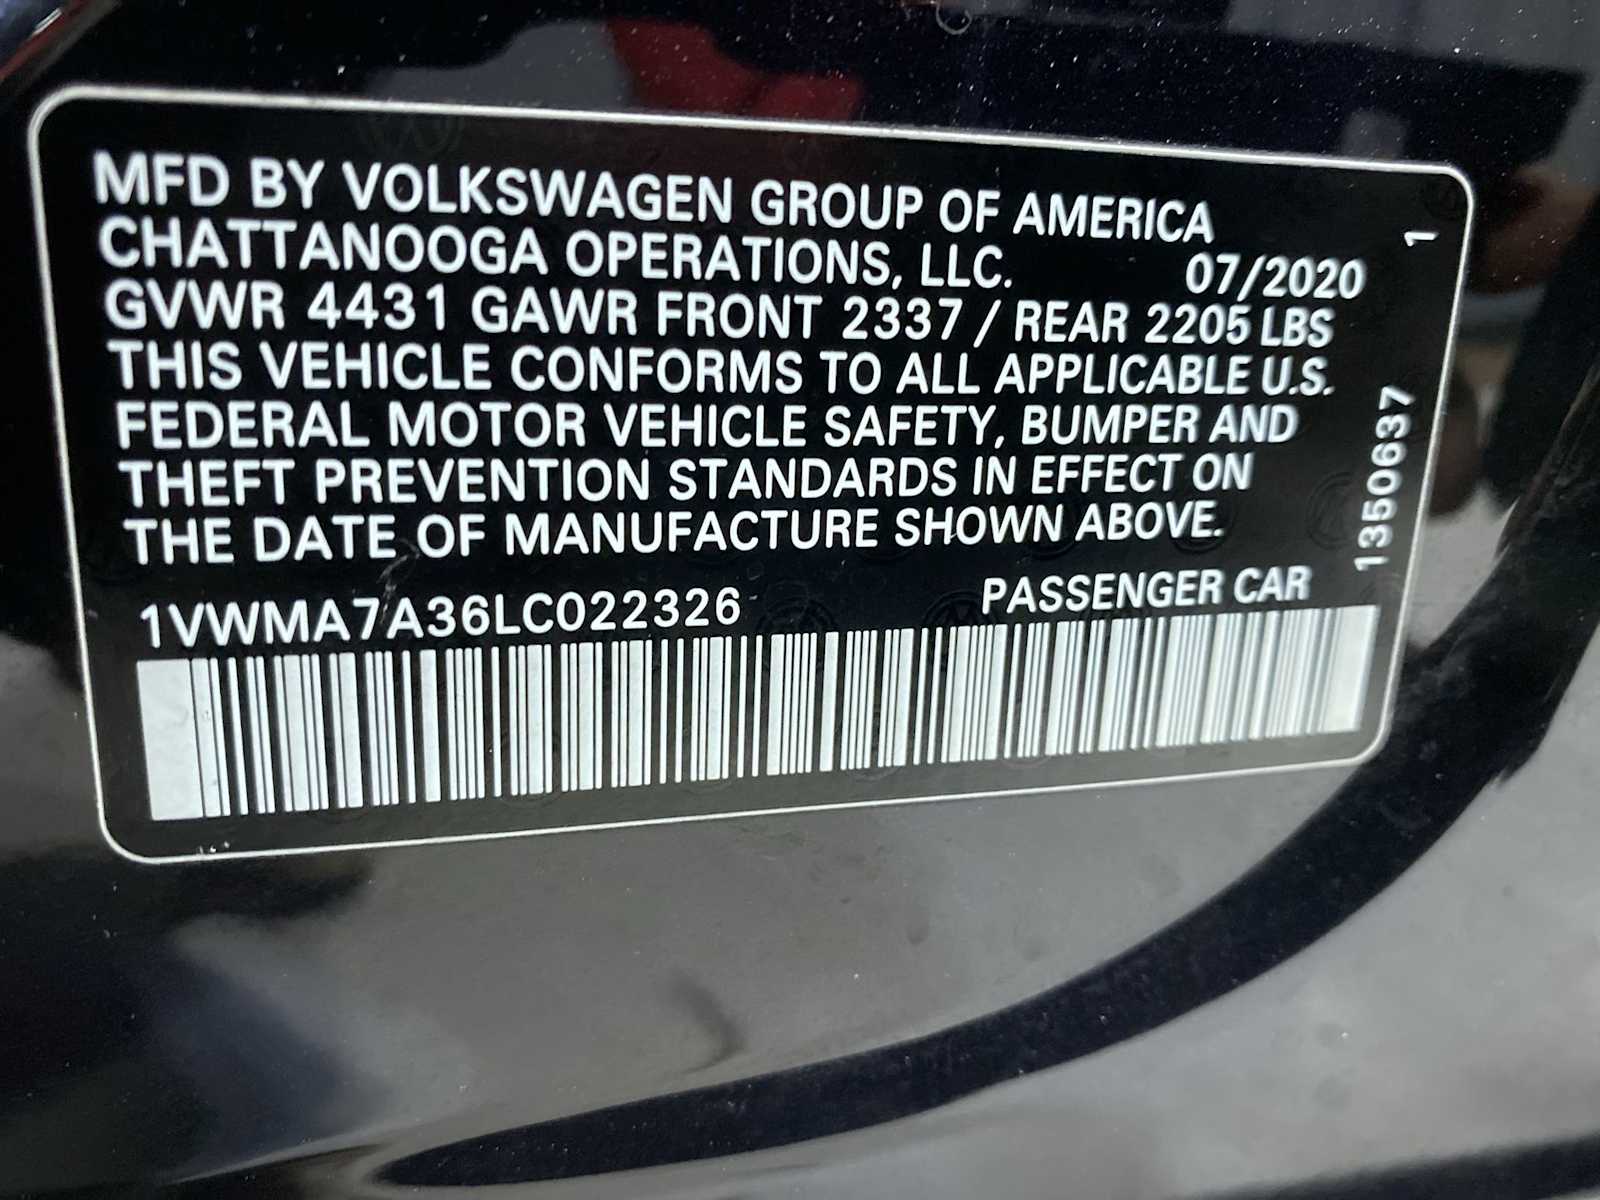 MFD BY VOLKSWAGEN GROUP OF AMERICA
CHATTANOOGA OPERATIONS, LLC. 07/2020
GVWR 4431 GAWR FRONT 2337 / REAR 2205 LBS
THIS VEHICLE CONFORMS TO ALL APPLICABLE U.S.
FEDERAL MOTOR VEHICLE SAFETY, BUMPER AND
THEFT PREVENTION STANDARDS IN EFFECT ON
THE DATE OF MANUFACTURE SHOWN ABOVE.
1VWMA7A36LC022326 PASSENGER CAR
1350637 1